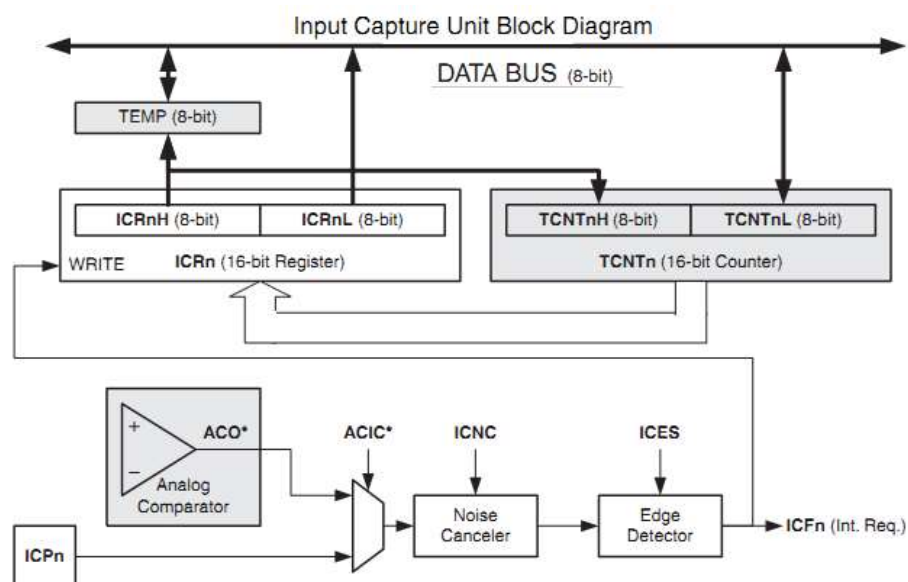 Input Capture Unit Block Diagram
DATA BUS (8-bit)
TEMP (8-bit)
ICRnH (8-bit) ICRnL (8-bit) TCNTnH (8-bit) TCNTnL (8-bit)
WRITE ICRn (16-bit Register) TCNTn (16-bit Counter)
+
ACO* ACIC* ICNC ICES
−
Analog
Comparator
Noise
Canceler
Edge
Detector
ICFn (Int. Req.)
ICPn